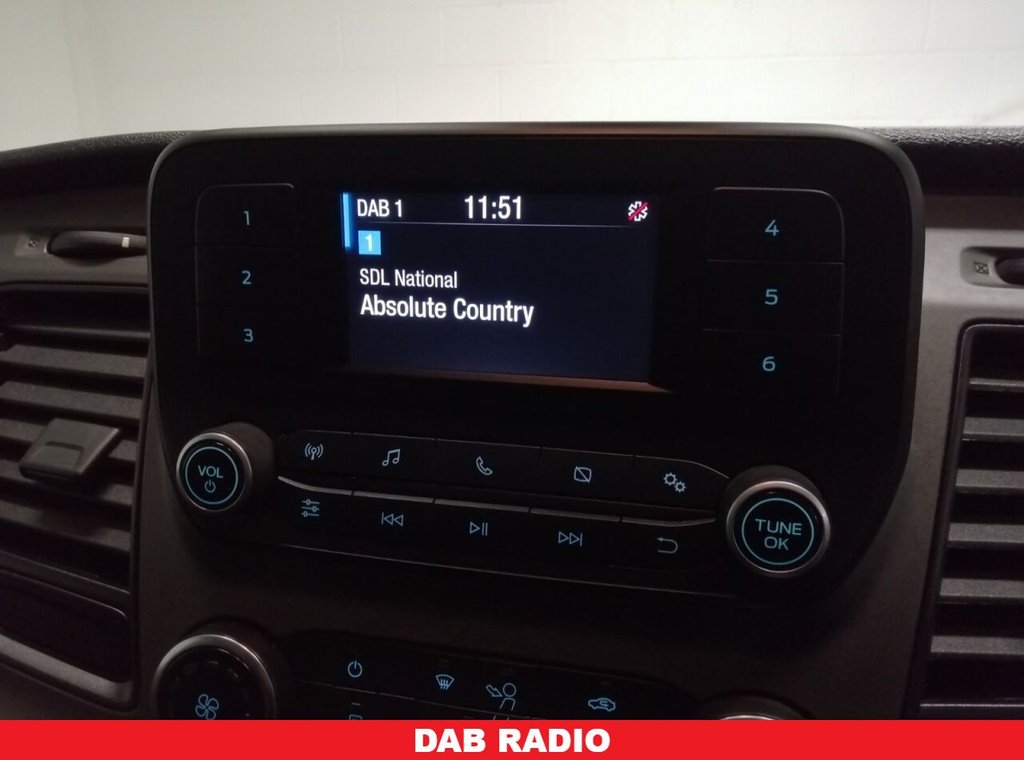 DAB 1 11:51
1
SDL National
Absolute Country
1
2
3
4
5
6
VOL
TUNE
OK
DAB RADIO